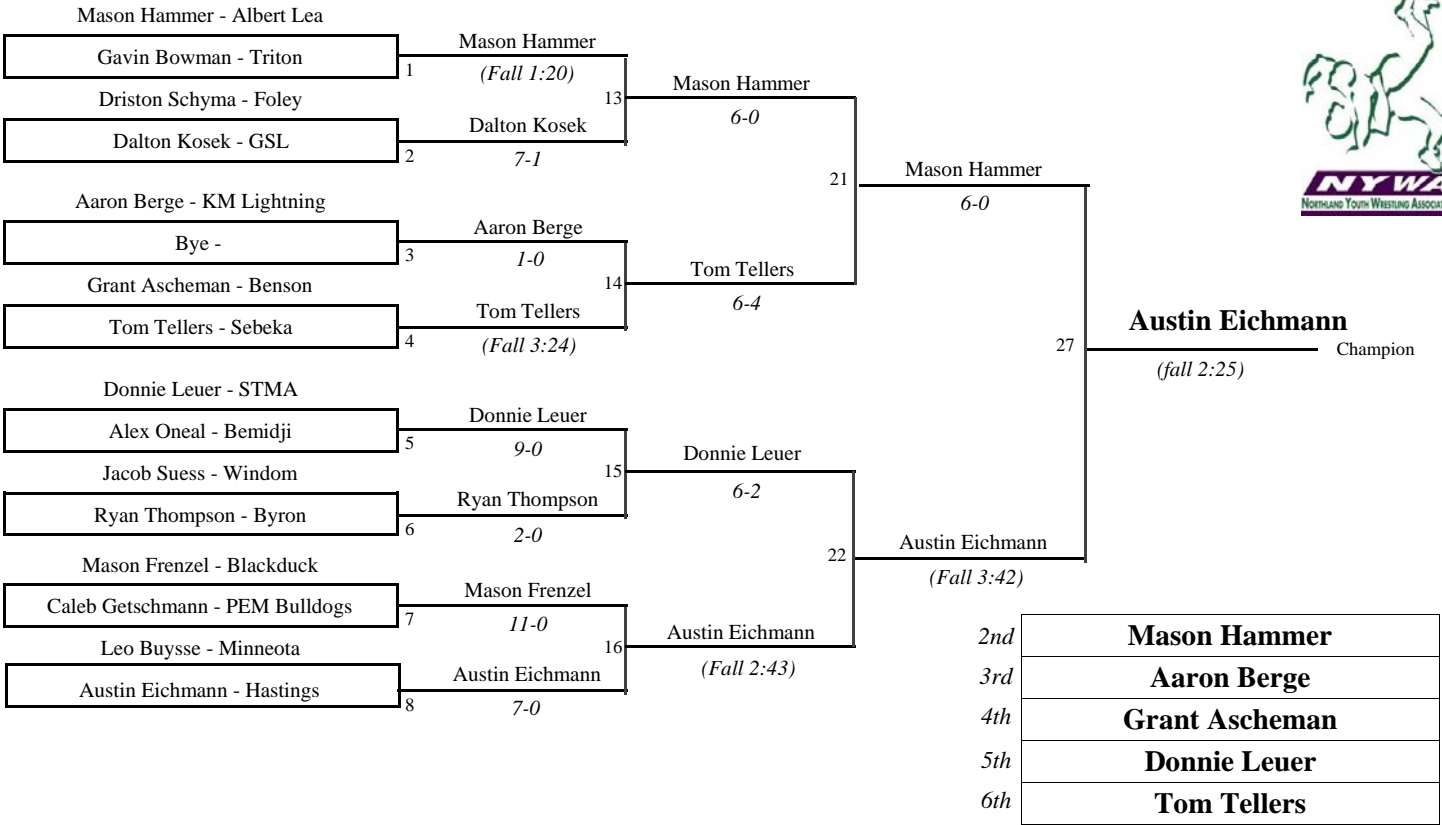 Mason Hammer - Albert Lea
Gavin Bowman - Triton
1
Driston Schyma - Foley
Dalton Kosek - GSL
2
Aaron Berge - KM Lightning
Bye -
3
Grant Ascheman - Benson
Tom Tellers - Sebeka
4
Donnie Leuer - STMA
Alex Oneal - Bemidji
5
Jacob Suess - Windom
Ryan Thompson - Byron
6
Mason Frenzel - Blackduck
Caleb Getschmann - PEM Bulldogs
7
Leo Buysse - Minneota
Austin Eichmann - Hastings
8
Mason Hammer
(Fall 1:20)
13
Dalton Kosek
7-1
Aaron Berge
1-0
14
Tom Tellers
(Fall 3:24)
Donnie Leuer
9-0
15
Ryan Thompson
2-0
Mason Frenzel
11-0
16
Austin Eichmann
7-0
Mason Hammer
6-0
21
Tom Tellers
6-4
Donnie Leuer
6-2
22
Austin Eichmann
(Fall 2:43)
Mason Hammer
6-0
27
Austin Eichmann
(Fall 3:42)
Austin Eichmann
Champion
(fall 2:25)
NYWA
Northland Youth Wrestling
2nd Mason Hammer
3rd Aaron Berge
4th Grant Ascheman
5th Donnie Leuer
6th Tom Tellers